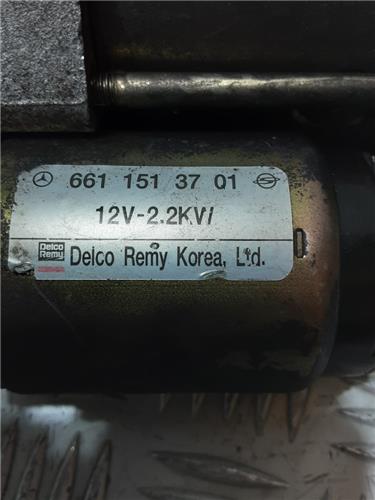 661 151 37 01
12V-2.2KW
Delco
Remy
Delco Remy Korea, Ltd.